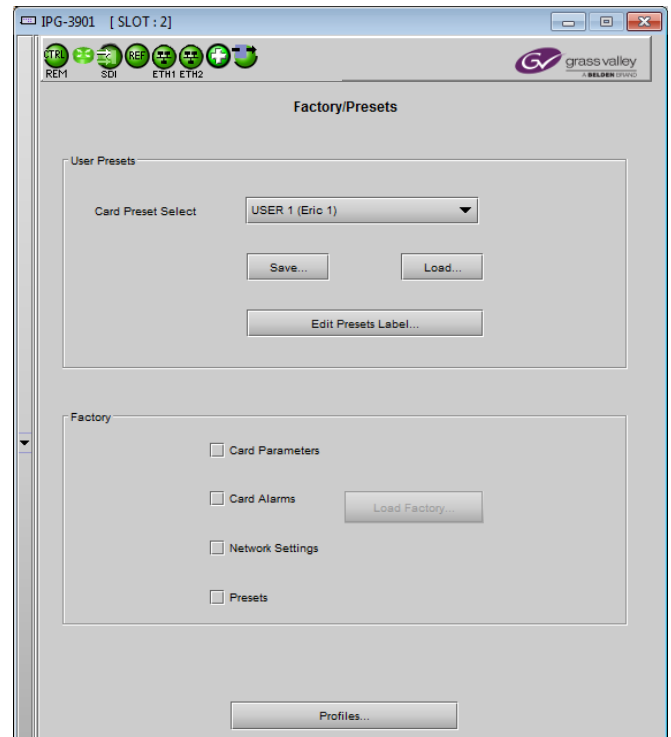 IPG-3901 [ SLOT : 2]
CTRL
REF
REM
SDI
ETH1 ETH2
GV
grass valley
A BELDEN BRAND
Factory/Presets
User Presets
Card Preset Select
USER 1 (Eric 1)
Save...
Load...
Edit Presets Label...
Factory
Card Parameters
Card Alarms
Load Factory...
Network Settings
Presets
Profiles...